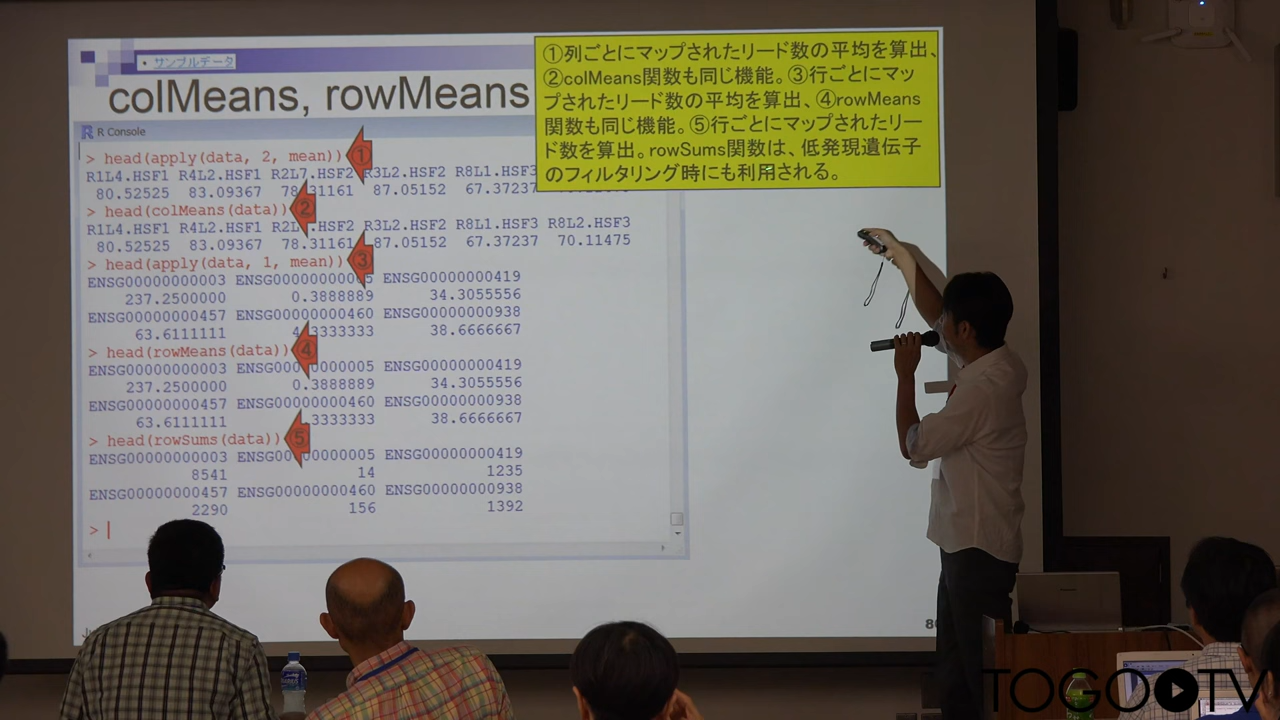 サンプルデータ
colMeans, rowMeans
①列ごとにマップされたリード数の平均を算出、
②colMeans関数も同じ機能。③行ごとにマッ
プされたリード数の平均を算出、④rowMeans
関数も同じ機能。⑤行ごとにマップされたリー
ド数を算出。rowSums関数は、低発現遺伝子
のフィルタリング時にも利用される。
R Console
> head(apply(data, 2, mean)) ①
R1L4.HSF1 R4L2.HSF1 R2L7.HSF2 R3L2.HSF2 R8L1.HSF3
80.52525 83.09367 78.31161 87.05152 67.37237
> head(colMeans(data)) ②
R1L4.HSF1 R4L2.HSF1 R2L7.HSF2 R3L2.HSF2 R8L1.HSF3 R8L2.HSF3
80.52525 83.09367 78.31161 87.05152 67.37237 70.11475
> head(apply(data, 1, mean)) ③
ENSG00000000003 ENSG00000000005 ENSG00000000419
237.2500000 0.3888889 34.3055556
ENSG00000000457 ENSG00000000460 ENSG00000000938
63.6111111 4.3333333 38.6666667
> head(rowMeans(data)) ④
ENSG00000000003 ENSG00000000005 ENSG00000000419
237.2500000 0.3888889 34.3055556
ENSG00000000457 ENSG00000000460 ENSG00000000938
63.6111111 4.3333333 38.6666667
> head(rowSums(data)) ⑤
ENSG00000000003 ENSG00000000005 ENSG00000000419
8541 14 1235
ENSG00000000457 ENSG00000000460 ENSG00000000938
2290 156 1392
>
TOGO TV